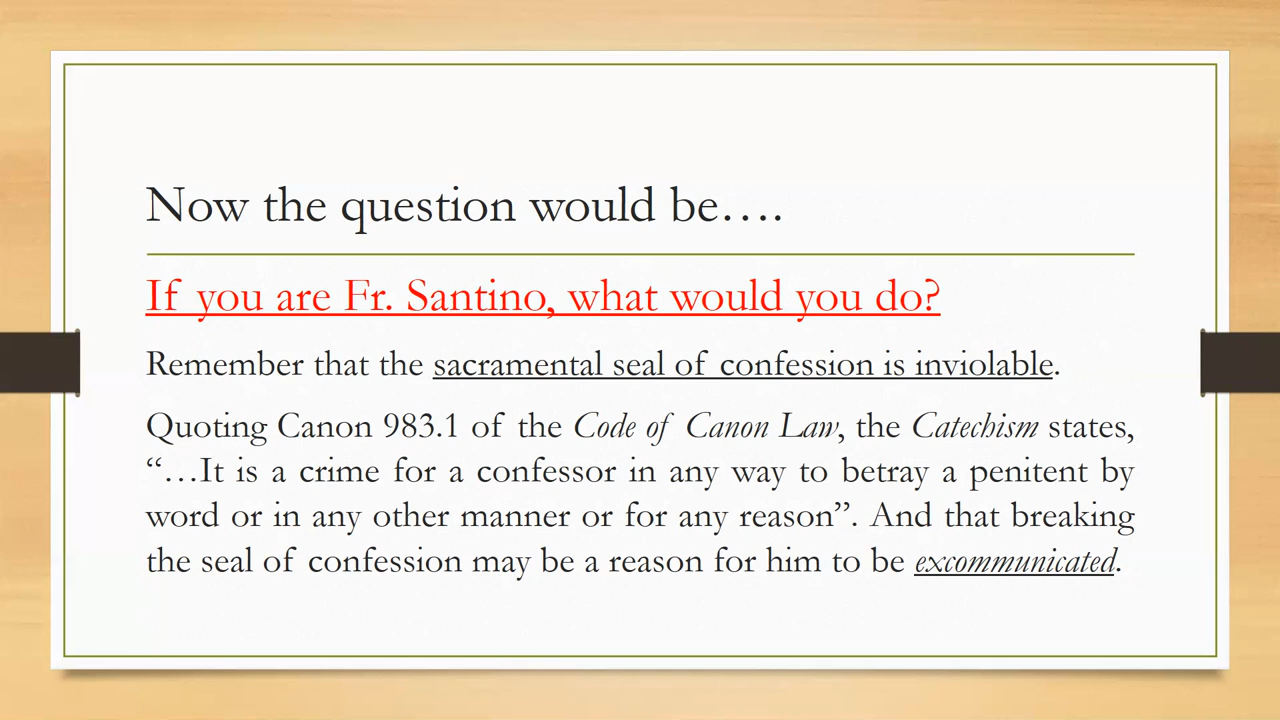 Now the question would be….
If you are Fr. Santino, what would you do?
Remember that the sacramental seal of confession is inviolable.
Quoting Canon 983.1 of the Code of Canon Law, the Catechism states,
“…It is a crime for a confessor in any way to betray a penitent by
word or in any other manner or for any reason”. And that breaking
the seal of confession may be a reason for him to be excommunicated.